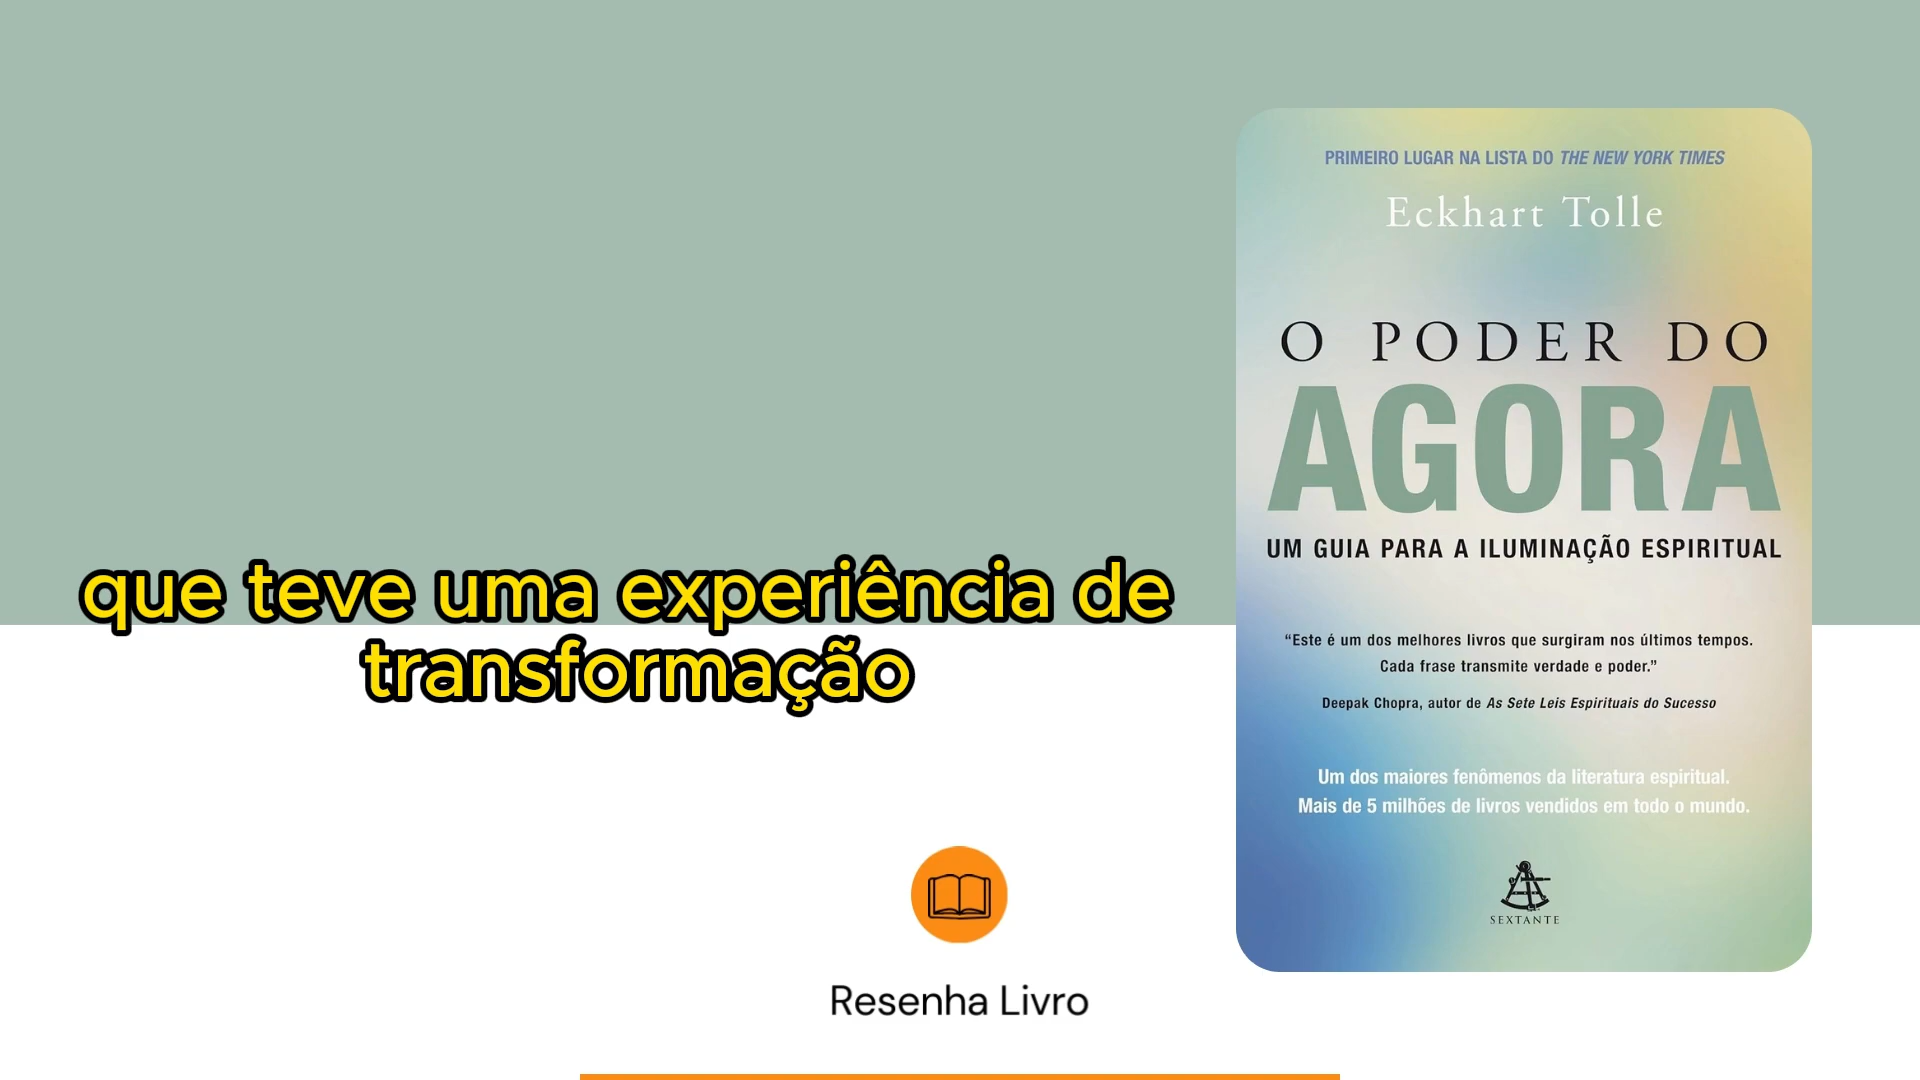 que teve uma experiência de
transformação
Resenha Livro
PRIMEIRO LUGAR NA LISTA DO THE NEW YORK TIMES
Eckhart Tolle
O PODER DO
AGORA
UM GUIA PARA A ILUMINAÇÃO ESPIRITUAL
“Este é um dos melhores livros que surgiram nos últimos tempos.
Cada frase transmite verdade e poder.”
Deepak Chopra, autor de As Sete Leis Espirituais do Sucesso
Um dos maiores fenômenos da literatura espiritual.
Mais de 5 milhões de livros vendidos em todo o mundo.
SEXTANTE